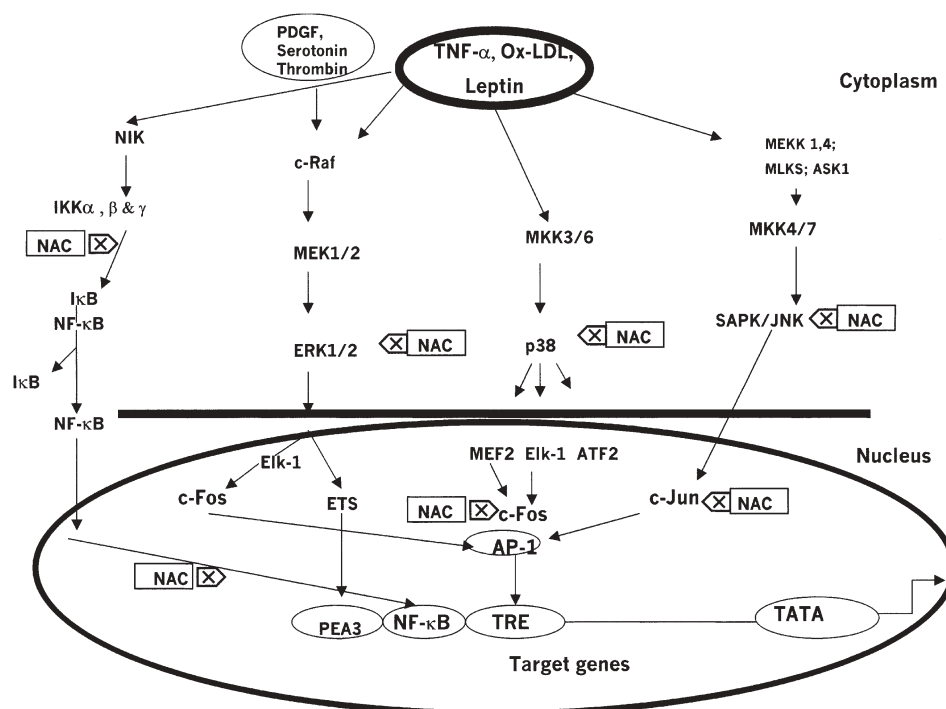 PDGF,
Serotonin
Thrombin
TNF-α, Ox-LDL,
Leptin
Cytoplasm
NIK
c-Raf
MEKK 1,4;
MLKS; ASK1
IKKα , β & γ
MKK4/7
MKK3/6
NAC X
MEK1/2
IκB
NF-κB
SAPK/JNK X NAC
ERK1/2 X NAC
p38 X NAC
IκB
NF-κB
Nucleus
Elk-1
MEF2 Elk-1 ATF2
c-Fos
ETS
NAC X c-Fos
c-Jun X NAC
AP-1
NAC X
PEA3
NF-κB
TRE
TATA
Target genes